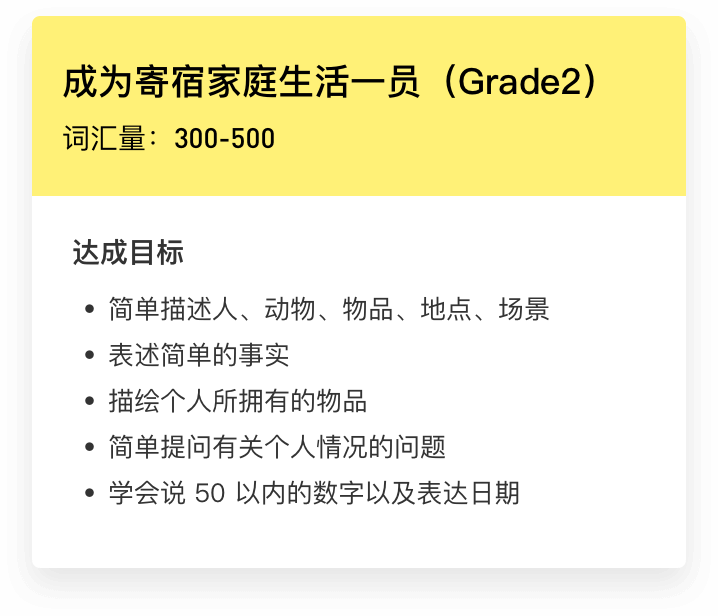 成为寄宿家庭生活一员（Grade2）
词汇量：300-500
达成目标
• 简单描述人、动物、物品、地点、场景
• 表述简单的事实
• 描绘个人所拥有的物品
• 简单提问有关个人情况的问题
• 学会说 50 以内的数字以及表达日期